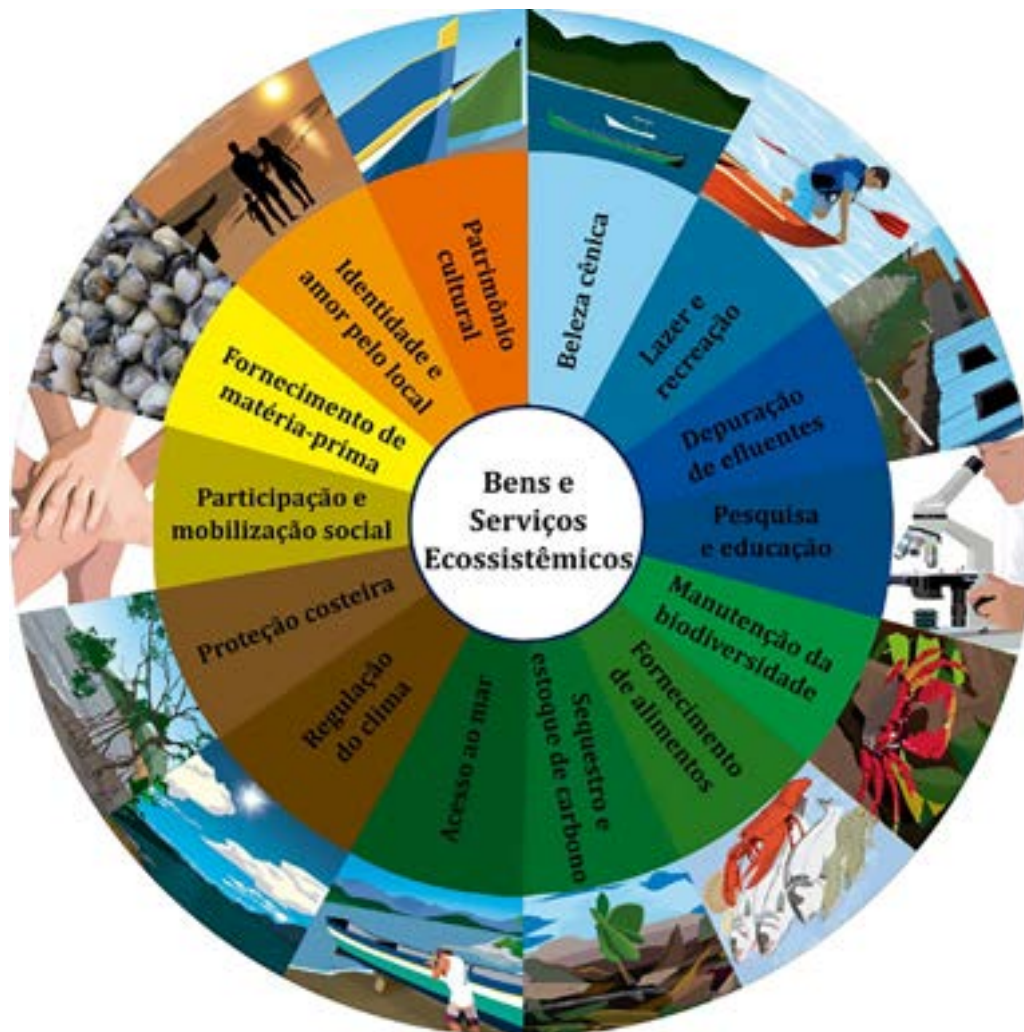 Bens e
Serviços
Ecossistêmicos
Beleza cênica
Lazer e
recreação
Depuração
de efluentes
Pesquisa
e educação
Manutenção da
biodiversidade
Fornecimento
de alimentos
Sequestro e
estoque de carbono
Acesso ao mar
Regulação
do clima
Proteção costeira
Participação e
mobilização social
Fornecimento de
matéria-prima
Identidade e
amor pelo local
Patrimônio
cultural